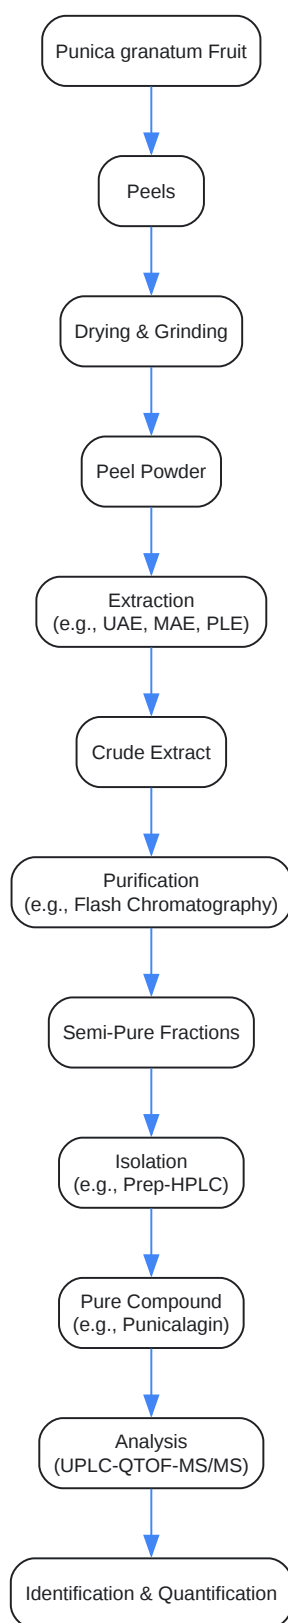 Punica granatum Fruit
Peels
Drying & Grinding
Peel Powder
Extraction
(e.g., UAE, MAE, PLE)
Crude Extract
Purification
(e.g., Flash Chromatography)
Semi-Pure Fractions
Isolation
(e.g., Prep-HPLC)
Pure Compound
(e.g., Punicalagin)
Analysis
(UPLC-QTOF-MS/MS)
Identification & Quantification